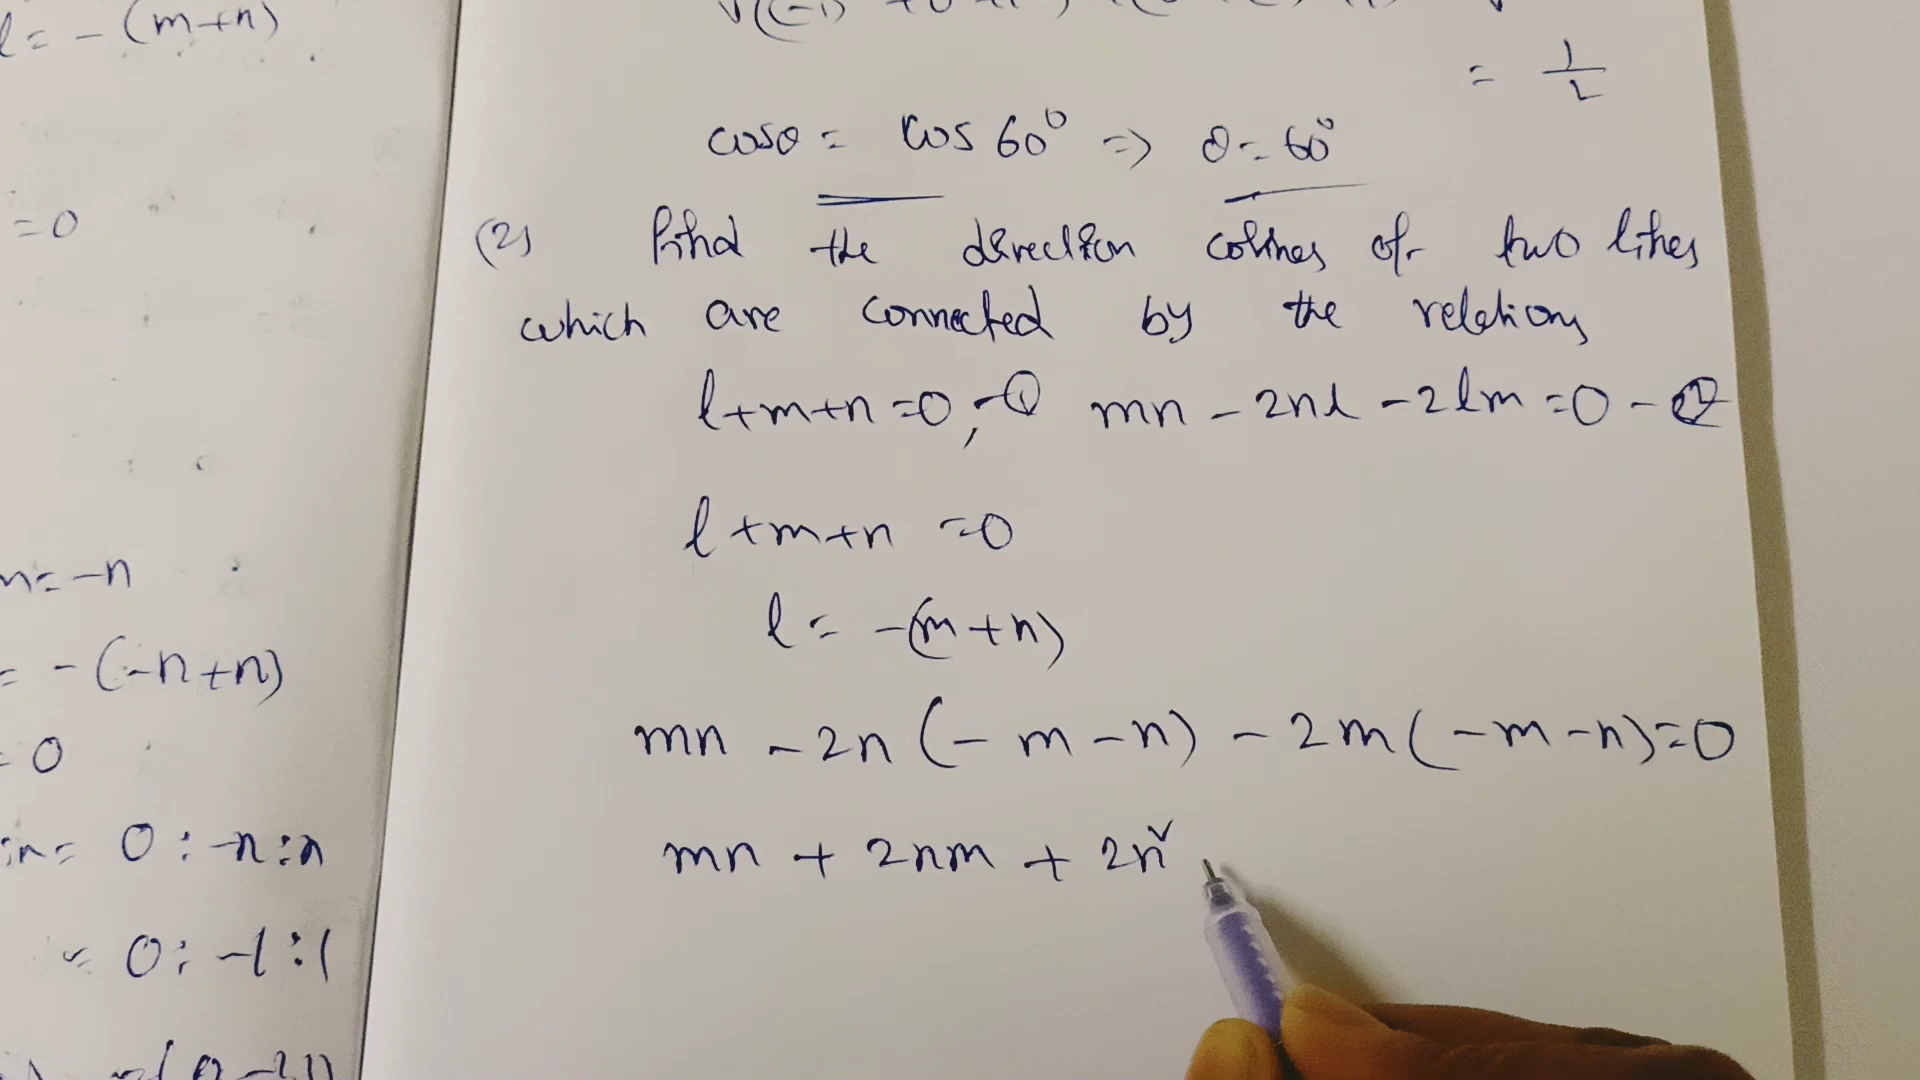 l = - (m+n)
= 0
m = -n
= - (-n+n)
= 0
: n = 0 : -n : n
= 0 : -1 : 1
= 1/2
cosθ = cos 60° => θ = 60°
(2) Find the direction cosines of two lines
which are connected by the relations
l+m+n =0, -① mn - 2nl - 2lm =0 - ②
l +m+n =0
l = -(m+n)
mn - 2n (- m - n) - 2m (-m -n)=0
mn + 2nm + 2n²